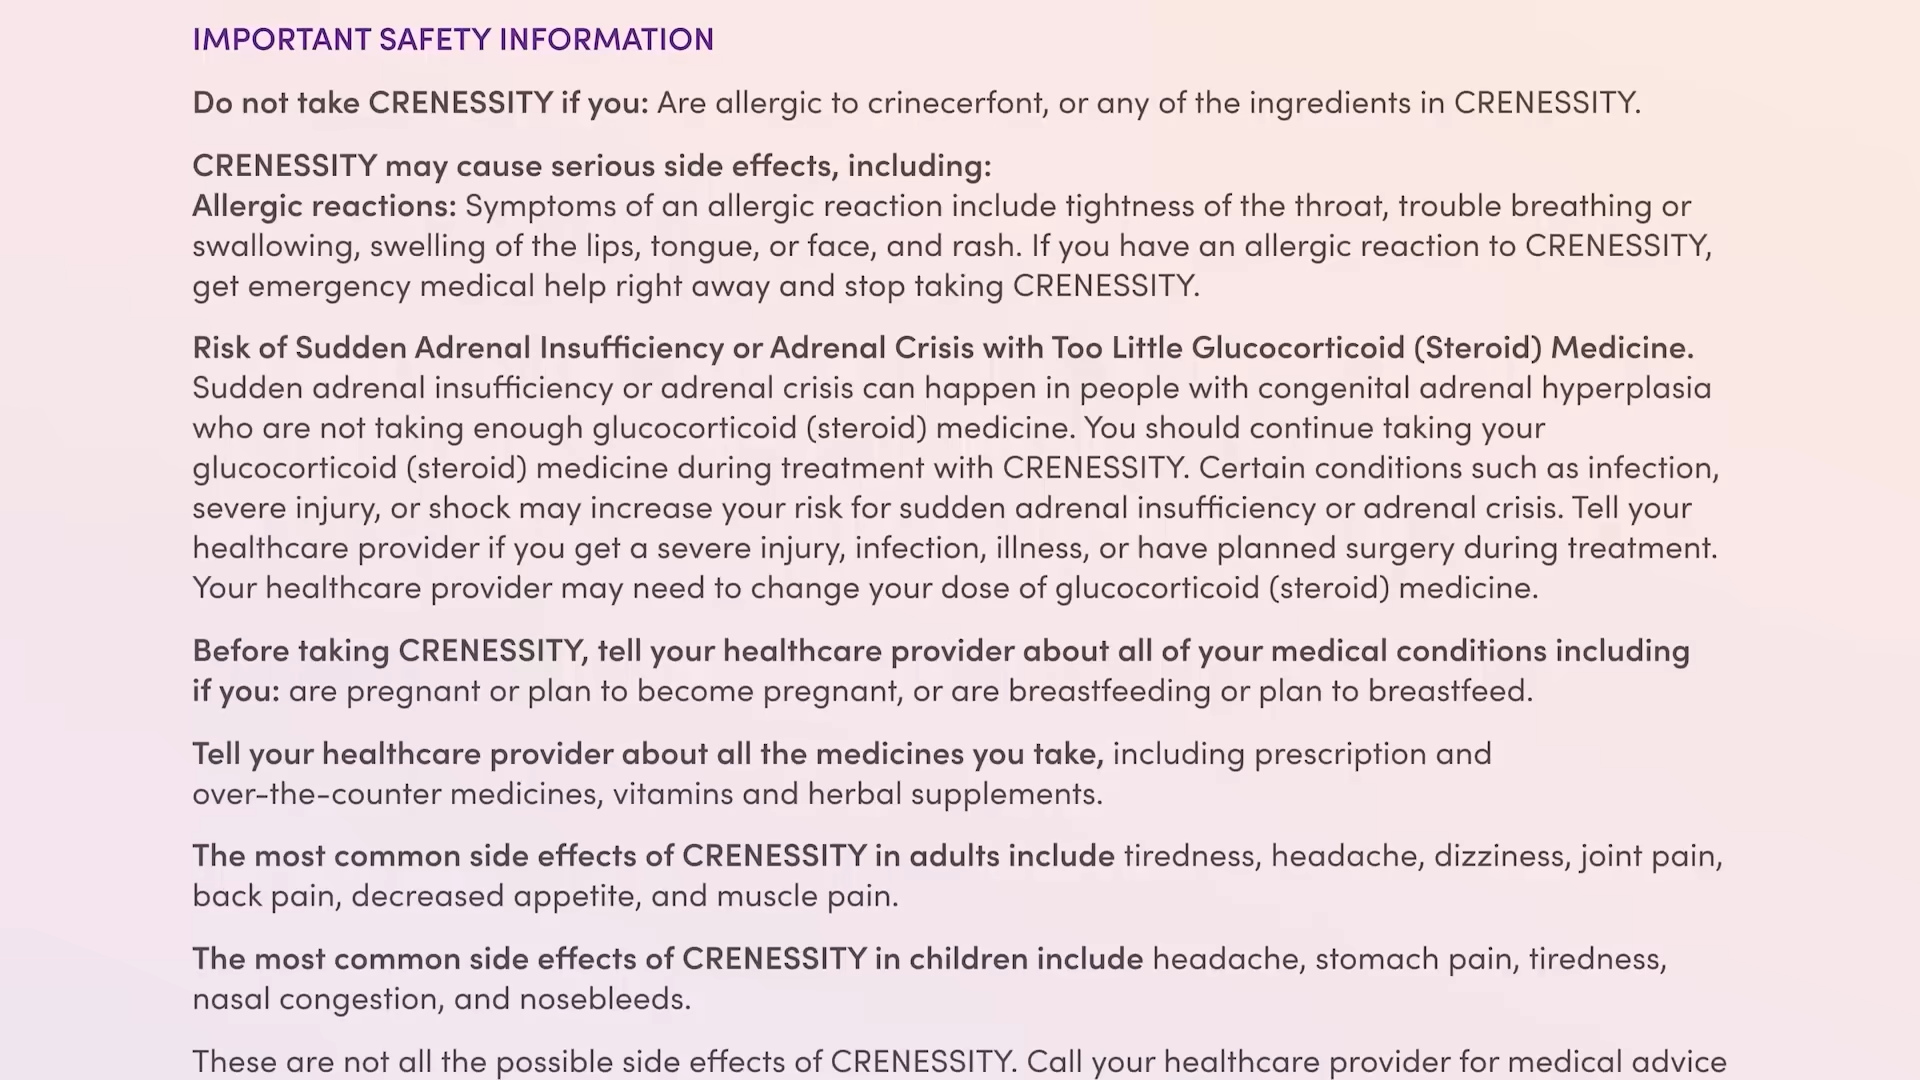 IMPORTANT SAFETY INFORMATION
Do not take CRENESSITY if you: Are allergic to crinecerfont, or any of the ingredients in CRENESSITY.
CRENESSITY may cause serious side effects, including:
Allergic reactions: Symptoms of an allergic reaction include tightness of the throat, trouble breathing or
swallowing, swelling of the lips, tongue, or face, and rash. If you have an allergic reaction to CRENESSITY,
get emergency medical help right away and stop taking CRENESSITY.
Risk of Sudden Adrenal Insufficiency or Adrenal Crisis with Too Little Glucocorticoid (Steroid) Medicine.
Sudden adrenal insufficiency or adrenal crisis can happen in people with congenital adrenal hyperplasia
who are not taking enough glucocorticoid (steroid) medicine. You should continue taking your
glucocorticoid (steroid) medicine during treatment with CRENESSITY. Certain conditions such as infection,
severe injury, or shock may increase your risk for sudden adrenal insufficiency or adrenal crisis. Tell your
healthcare provider if you get a severe injury, infection, illness, or have planned surgery during treatment.
Your healthcare provider may need to change your dose of glucocorticoid (steroid) medicine.
Before taking CRENESSITY, tell your healthcare provider about all of your medical conditions including
if you: are pregnant or plan to become pregnant, or are breastfeeding or plan to breastfeed.
Tell your healthcare provider about all the medicines you take, including prescription and
over-the-counter medicines, vitamins and herbal supplements.
The most common side effects of CRENESSITY in adults include tiredness, headache, dizziness, joint pain,
back pain, decreased appetite, and muscle pain.
The most common side effects of CRENESSITY in children include headache, stomach pain, tiredness,
nasal congestion, and nosebleeds.
These are not all the possible side effects of CRENESSITY. Call your healthcare provider for medical advice